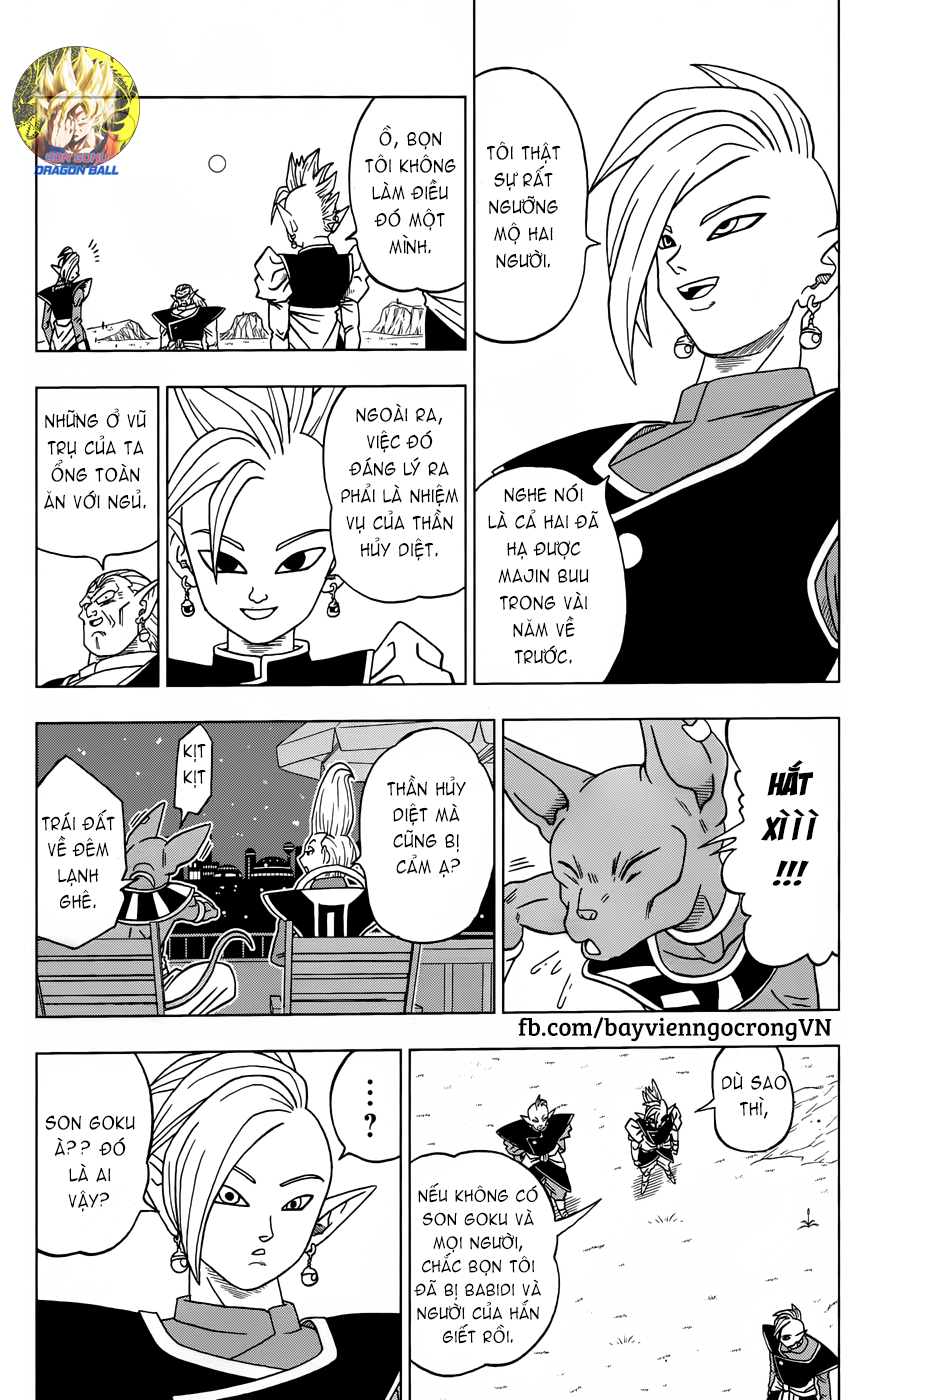 TÔI THẬT
SỰ RẤT
NGƯỠNG
MỘ HAI
NGƯỜI.
NGHE NÓI
LÀ CẢ HAI ĐÃ
HẠ ĐƯỢC
MAJIN BUU
TRONG VÀI
NĂM VỀ
TRƯỚC.
Ồ, BỌN
TÔI KHÔNG
LÀM ĐIỀU
ĐÓ MỘT
MÌNH.
SON GOKU
DRAGON BALL
NGOÀI RA,
VIỆC ĐÓ
ĐÁNG LÝ RA
PHẢI LÀ NHIỆM
VỤ CỦA THẦN
HỦY DIỆT.
NHỮNG Ở VŨ
TRỤ CỦA TA
ỔNG TOÀN
ĂN VỚI NGỦ.
HẮT
XÌÌÌ
!!!
THẦN HỦY
DIỆT MÀ
CŨNG BỊ
CẢM Ạ?
KỊT
KỊT
TRÁI ĐẤT
VỀ ĐÊM
LẠNH
GHÊ.
fb.com/bayvienngocrongVN
DÙ SAO
THÌ,
NẾU KHÔNG CÓ
SON GOKU VÀ
MỌI NGƯỜI,
CHẮC BỌN TÔI
ĐÃ BỊ BABIDI VÀ
NGƯỜI CỦA HẮN
GIẾT RỒI.
...?
SON GOKU
À?? ĐÓ
LÀ AI
VẬY?